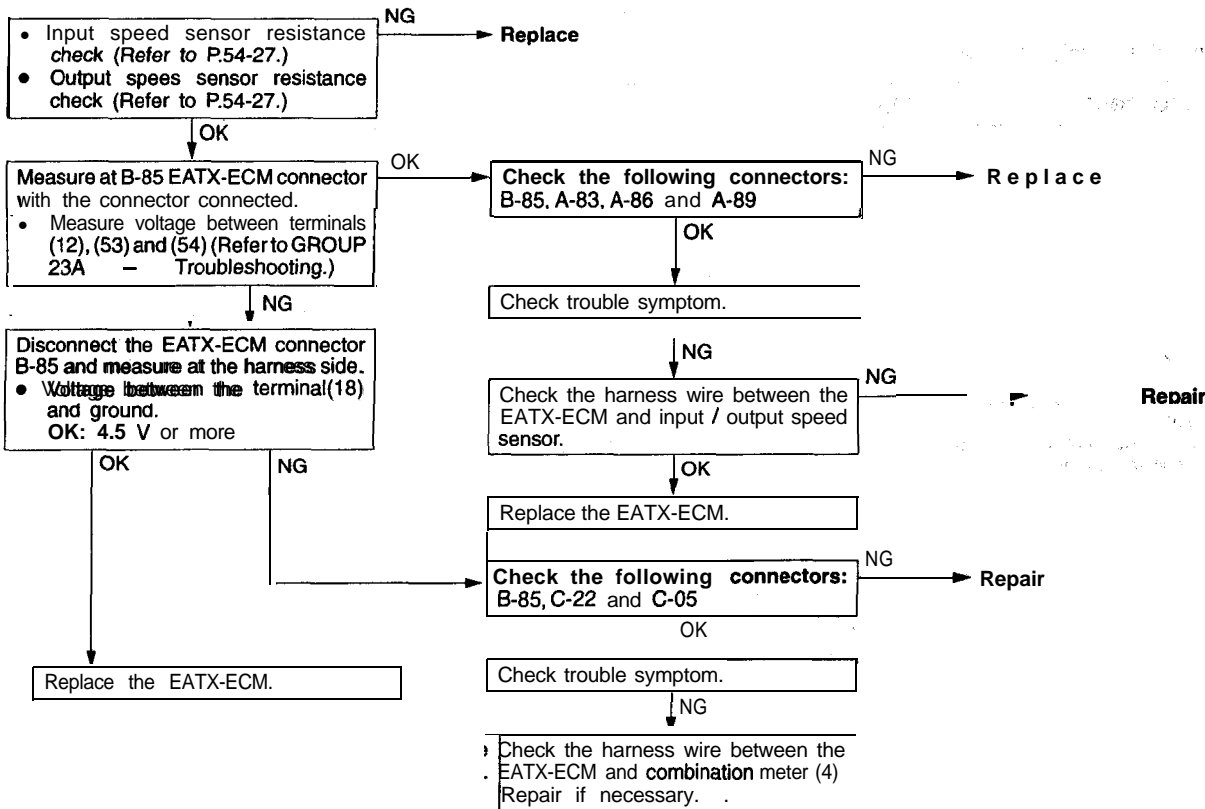 NG
• Input speed sensor resistance
check (Refer to P.54-27.)
Replace
● Output spees sensor resistance
check (Refer to P.54-27.)
OK
Measure at B-85 EATX-ECM connector
with the connector connected.
• Measure voltage between terminals
(12), (53) and (54) (Refer to GROUP
23A – Troubleshooting.)
OK
Check the following connectors:
B-85, A-83, A-86 and A-89
NG
Replace
OK
Check trouble symptom.
NG
Disconnect the EATX-ECM connector
B-85 and measure at the harness side.
● Voltage between the terminal (18)
and ground.
OK: 4.5 V or more
NG
Check the harness wire between the
EATX-ECM and input / output speed
sensor.
NG
Repair
OK
NG
OK
Replace the EATX-ECM.
Check the following connectors:
B-85, C-22 and C-05
NG
Repair
OK
Replace the EATX-ECM.
Check trouble symptom.
NG
Check the harness wire between the
EATX-ECM and combination meter (4)
Repair if necessary.